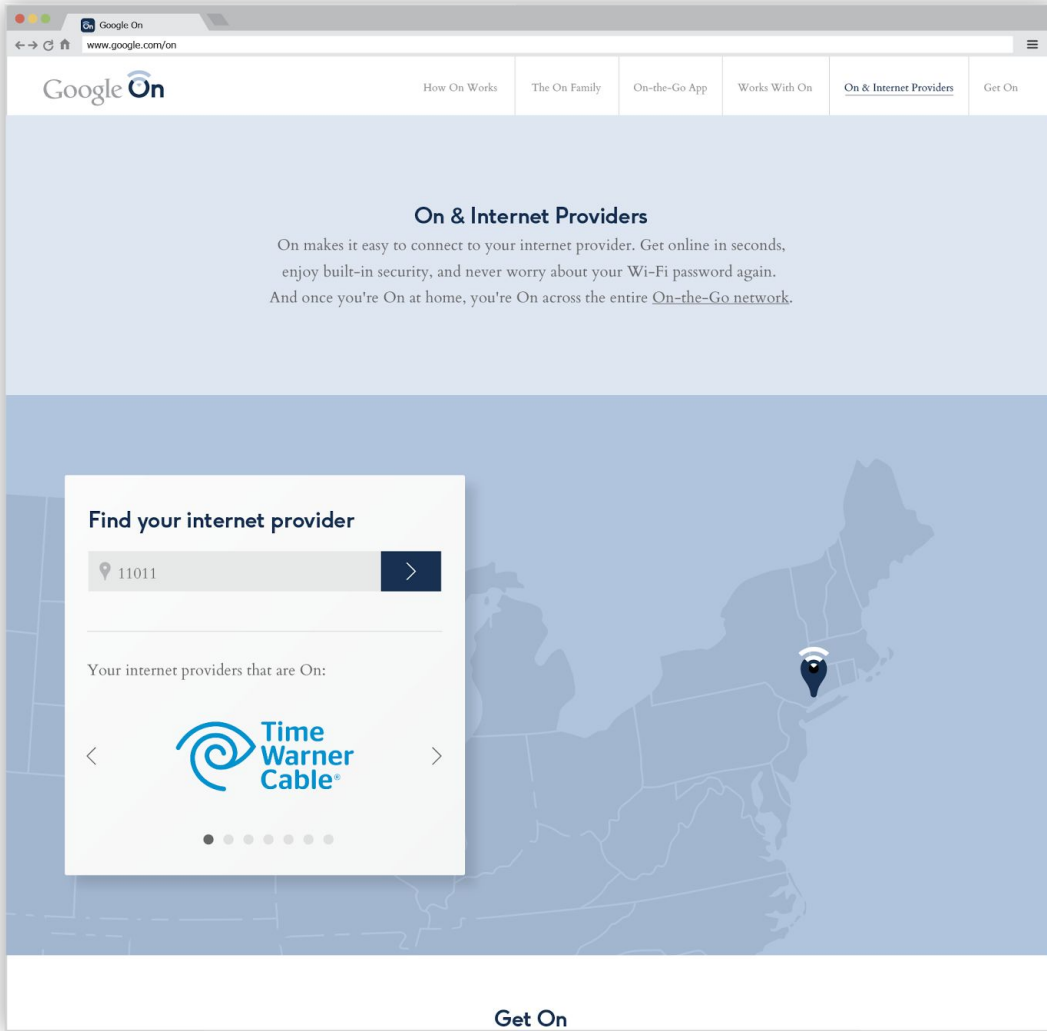 On Google On
www.google.com/on
Google On
How On Works
The On Family
On-the-Go App
Works With On
On & Internet Providers
Get On
On & Internet Providers
On makes it easy to connect to your internet provider. Get online in seconds,
enjoy built-in security, and never worry about your Wi-Fi password again.
And once you're On at home, you're On across the entire On-the-Go network.
Find your internet provider
11011
Your internet providers that are On:
Time
Warner
Cable®
Get On